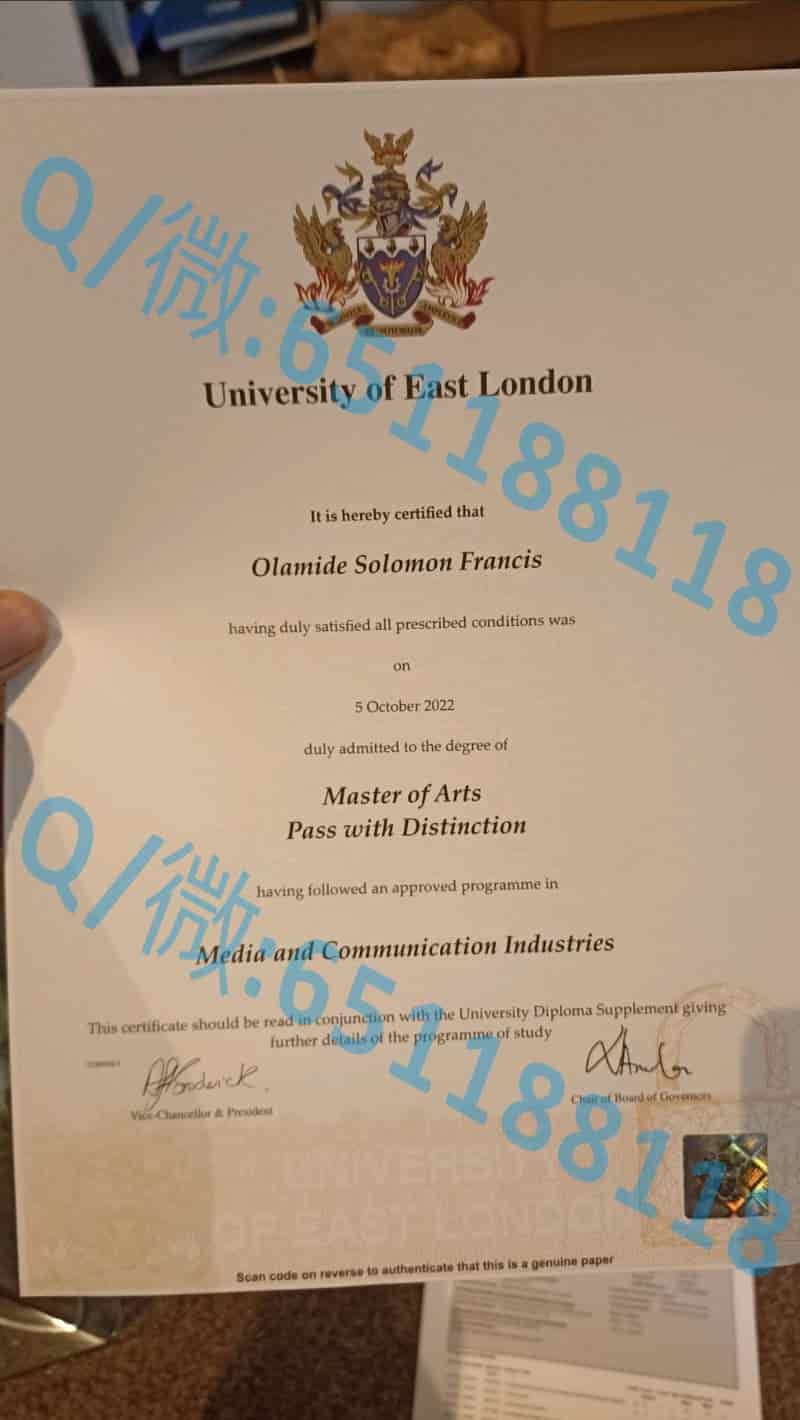 University of East London
It is hereby certified that
Olamide Solomon Francis
having duly satisfied all prescribed conditions was
on
5 October 2022
duly admitted to the degree of
Master of Arts
Pass with Distinction
having followed an approved programme in
Media and Communication Industries
This certificate should be read in conjunction with the University Diploma Supplement giving
further details of the programme of study
Vice-Chancellor & President
Chair of Board of Governors
UNIVERSITY
OF EAST LONDON
Scan code on reverse to authenticate that this is a genuine paper
Q/微:651188118
Q/微:651188118